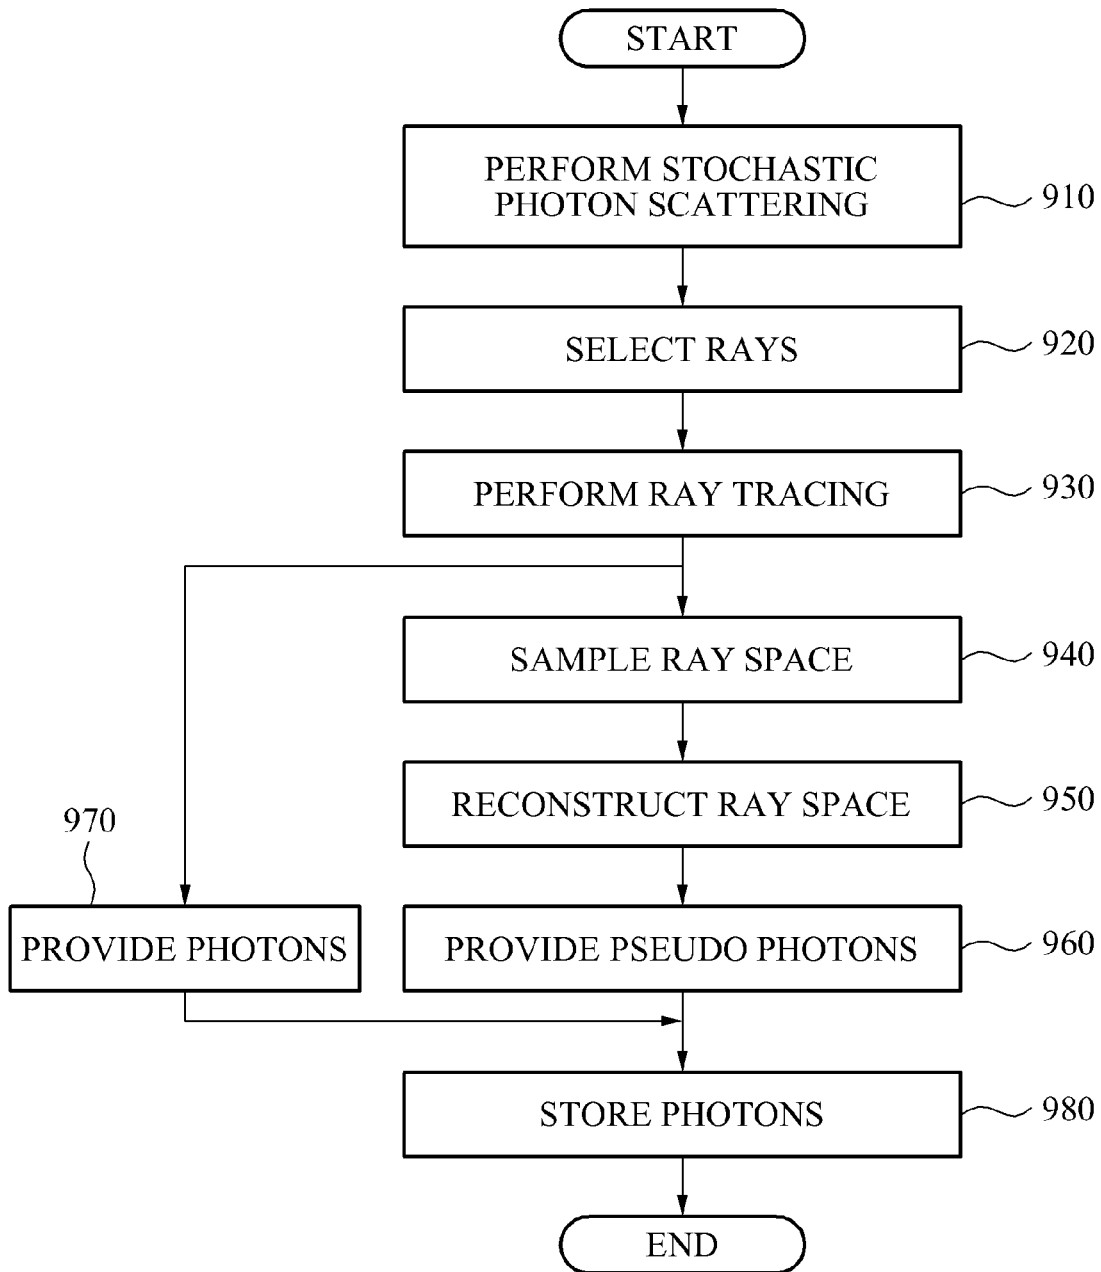 START
PERFORM STOCHASTIC
PHOTON SCATTERING
910
SELECT RAYS
920
PERFORM RAY TRACING
930
SAMPLE RAY SPACE
940
RECONSTRUCT RAY SPACE
950
970
PROVIDE PHOTONS
PROVIDE PSEUDO PHOTONS
960
STORE PHOTONS
980
END